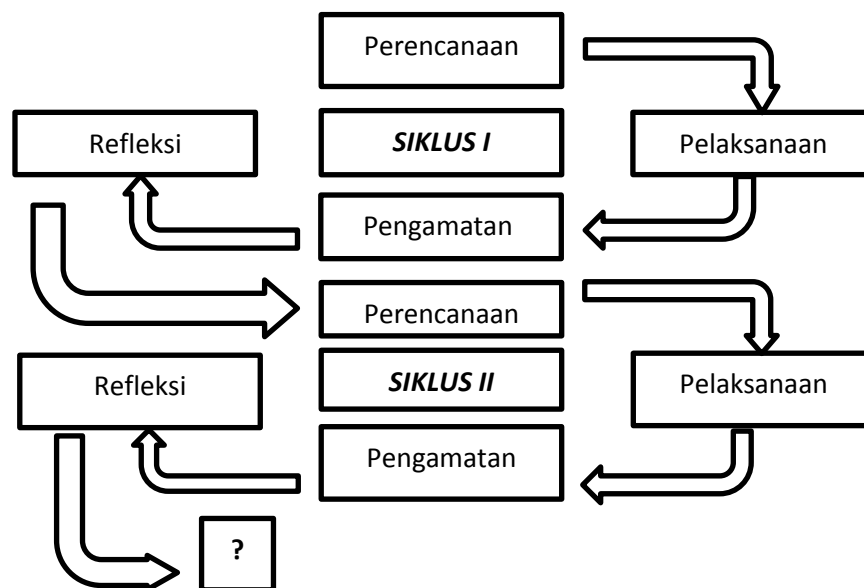 Perencanaan
Refleksi
SIKLUS I
Pelaksanaan
Pengamatan
Perencanaan
Refleksi
SIKLUS II
Pelaksanaan
Pengamatan
?